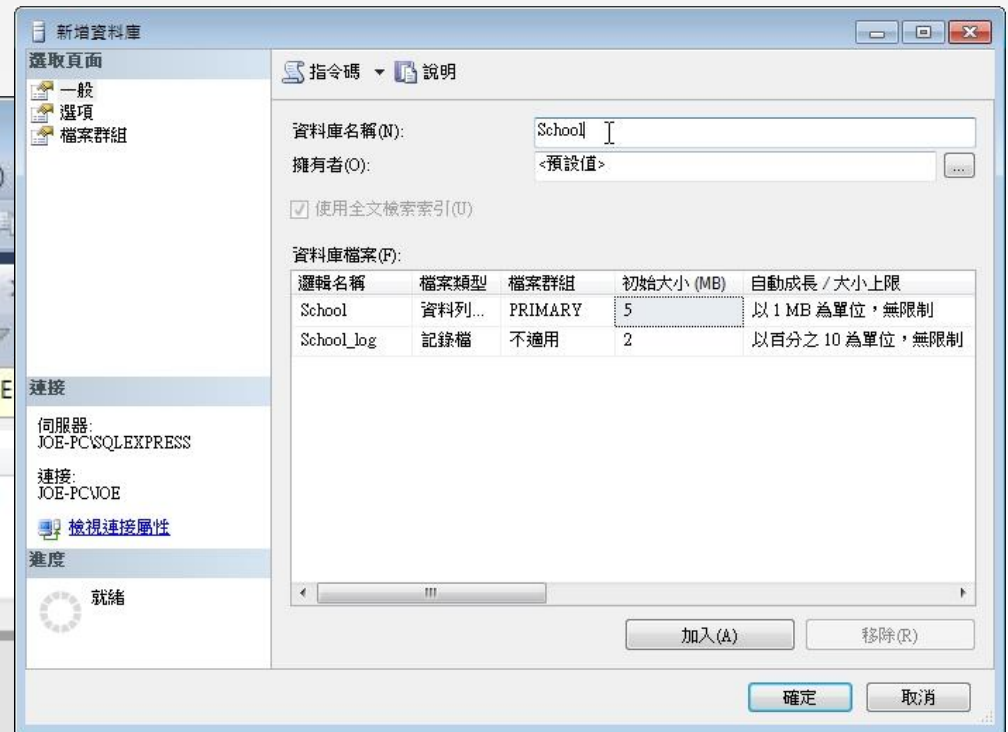 新增資料庫
選取頁面
一般
選項
檔案群組
指令碼 說明
資料庫名稱(N): School
擁有者(O): <預設值> ...
使用全文檢索索引(U)
資料庫檔案(F):
邏輯名稱 檔案類型 檔案群組 初始大小 (MB) 自動成長 / 大小上限
School 資料列... PRIMARY 5 以 1 MB 為單位，無限制
School_log 記錄檔 不適用 2 以百分之 10 為單位，無限制
連接
伺服器:
JOE-PC\SQLEXPRESS
連接:
JOE-PC\JOE
檢視連接屬性
進度
就緒
加入(A) 移除(R)
確定 取消